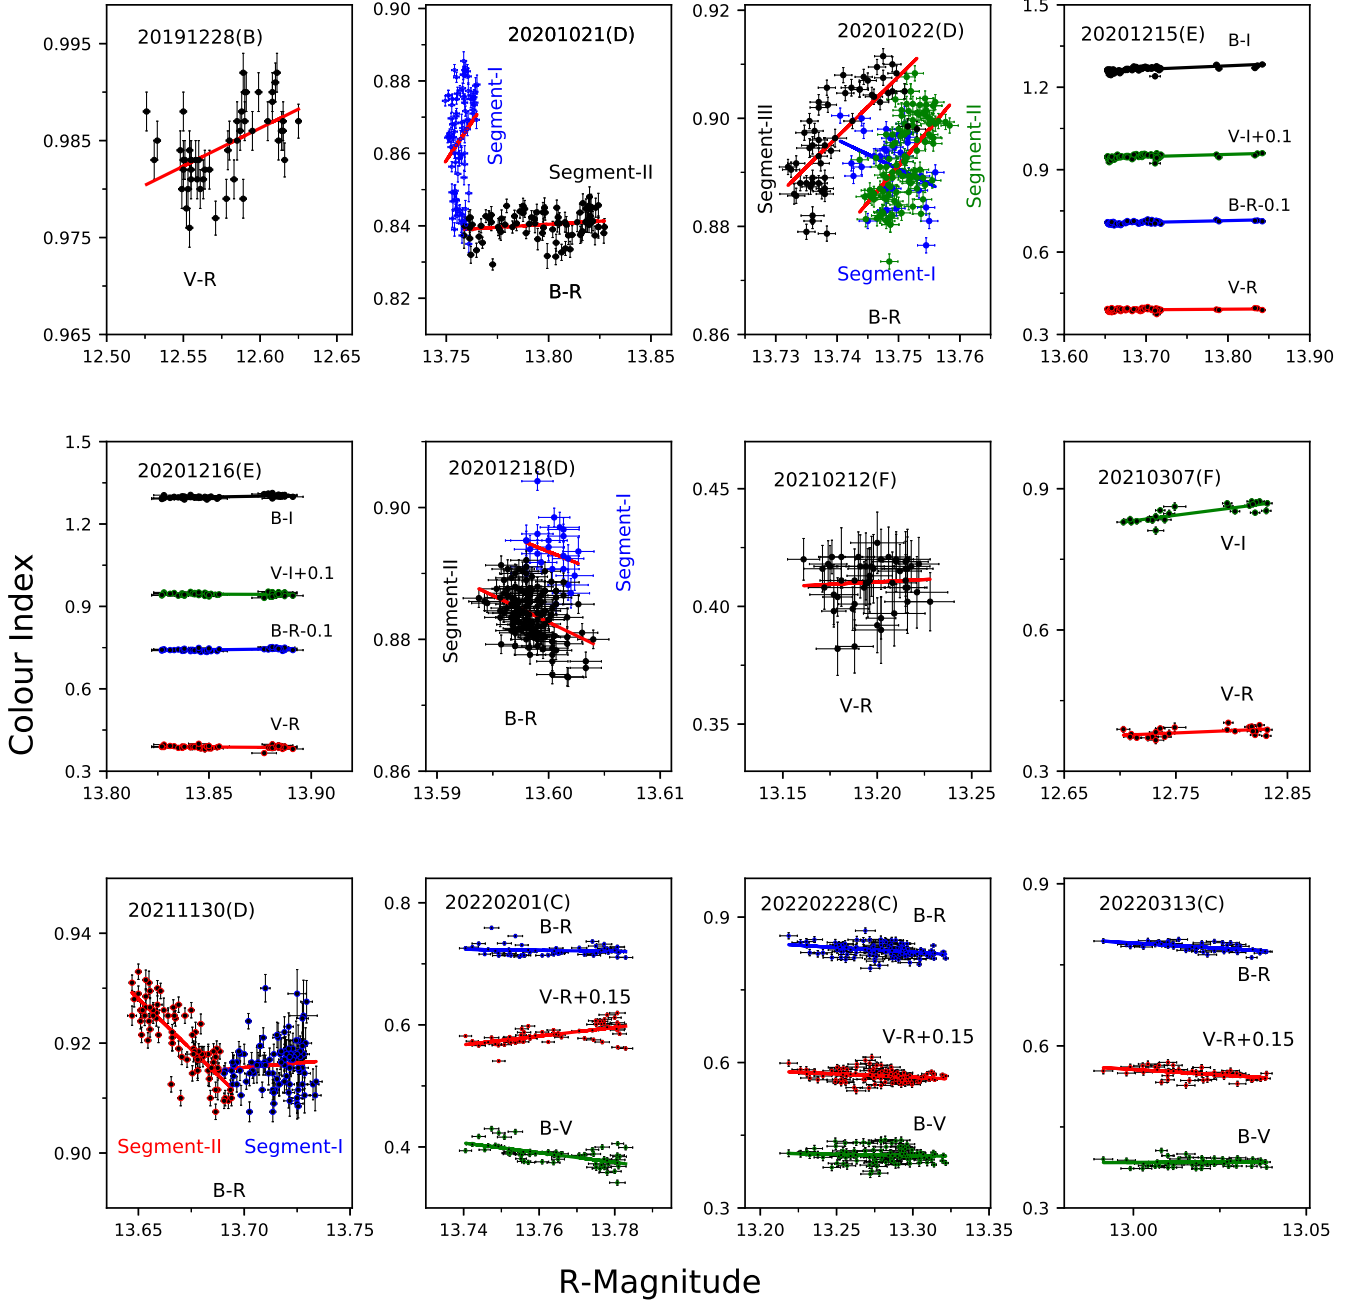 Colour Index
20191228(B)
V-R
0.995
0.985
0.975
0.965
12.50 12.55 12.60 12.65
20201021(D)
Segment-I
Segment-II
B-R
0.90
0.88
0.86
0.84
0.82
13.75 13.80 13.85
20201022(D)
Segment-III
Segment-II
Segment-I
B-R
0.92
0.90
0.88
0.86
13.73 13.74 13.75 13.76
20201215(E)
B-I
V-I+0.1
B-R-0.1
V-R
1.5
1.2
0.9
0.6
0.3
13.60 13.70 13.80 13.90
20201216(E)
B-I
V-I+0.1
B-R-0.1
V-R
1.5
1.2
0.9
0.6
0.3
13.80 13.85 13.90
20201218(D)
Segment-I
Segment-II
B-R
0.90
0.88
0.86
13.59 13.60 13.61
20210212(F)
V-R
0.45
0.40
0.35
13.15 13.20 13.25
20210307(F)
V-I
V-R
0.9
0.6
0.3
12.65 12.75 12.85
20211130(D)
Segment-II Segment-I
B-R
0.94
0.92
0.90
13.65 13.70 13.75
20220201(C)
B-R
V-R+0.15
B-V
0.8
0.6
0.4
13.74 13.76 13.78
202202228(C)
B-R
V-R+0.15
B-V
0.9
0.6
0.3
13.20 13.25 13.30 13.35
20220313(C)
B-R
V-R+0.15
B-V
0.9
0.6
0.3
13.00 13.05
R-Magnitude